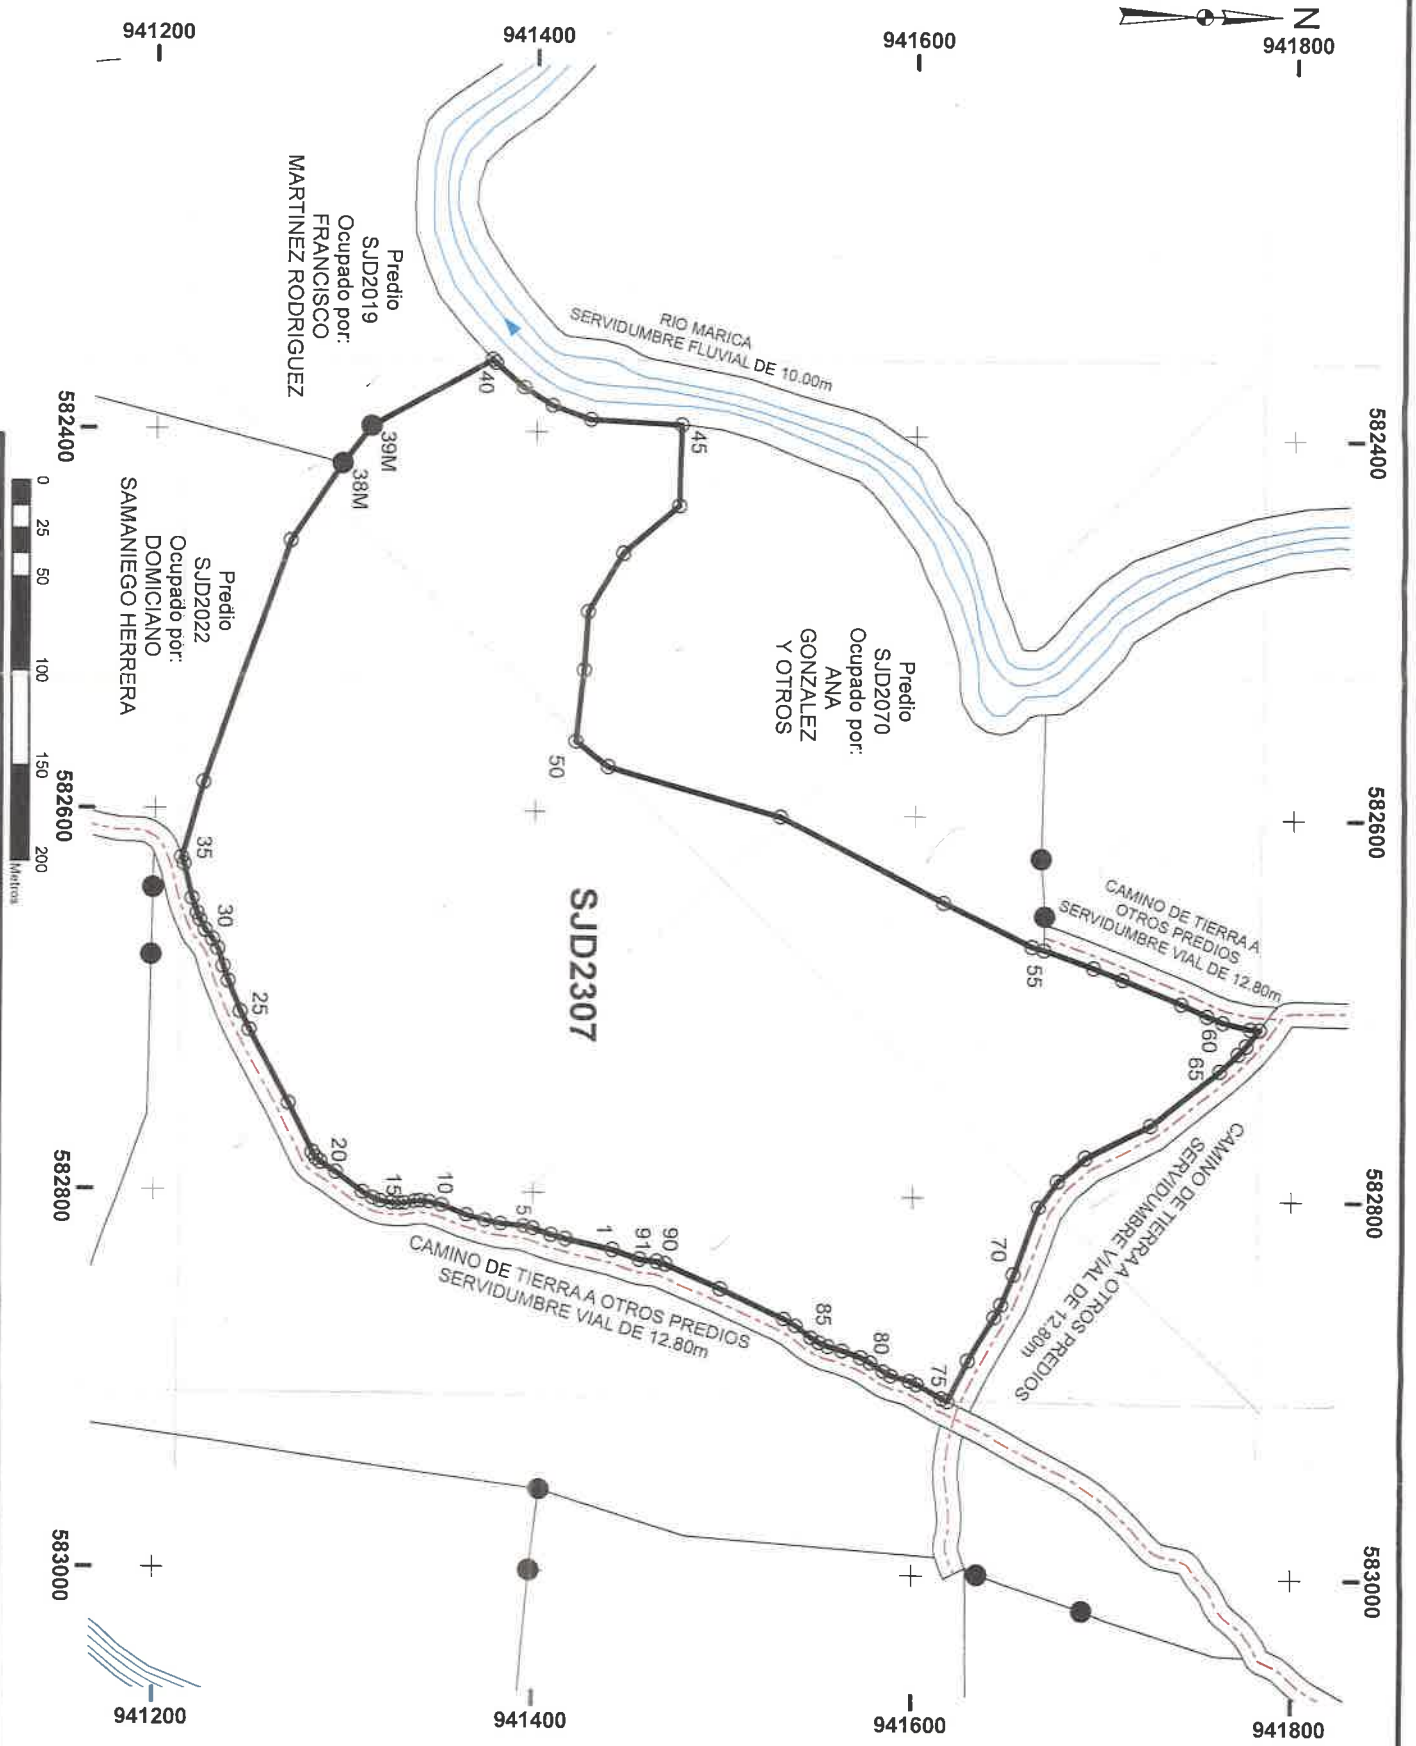 N
941200
941400
941600
941800
582400
582600
582800
583000
RIO MARICA
SERVIDUMBRE FLUVIAL DE 10.00m
Predio
SJD2019
Ocupado por:
FRANCISCO
MARTINEZ RODRIGUEZ
Predio
SJD2022
Ocupado por:
DOMICIANO
SAMANIEGO HERRERA
Predio
SJD2070
Ocupado por:
ANA
GONZALEZ
Y OTROS
CAMINO DE TIERRA A
OTROS PREDIOS
SERVIDUMBRE VIAL DE 12.80m
CAMINO DE TIERRA A OTROS PREDIOS
SERVIDUMBRE VIAL DE 12.80m
CAMINO DE TIERRA A OTROS PREDIOS
SERVIDUMBRE VIAL DE 12.80m
SJD2307
40
39M
38M
45
50
55
60
65
70
75
80
85
90
91
1
5
10
15
20
25
30
35
582400
582600
582800
583000
0
25
50
100
150
200
Metros
941200
941400
941600
941800